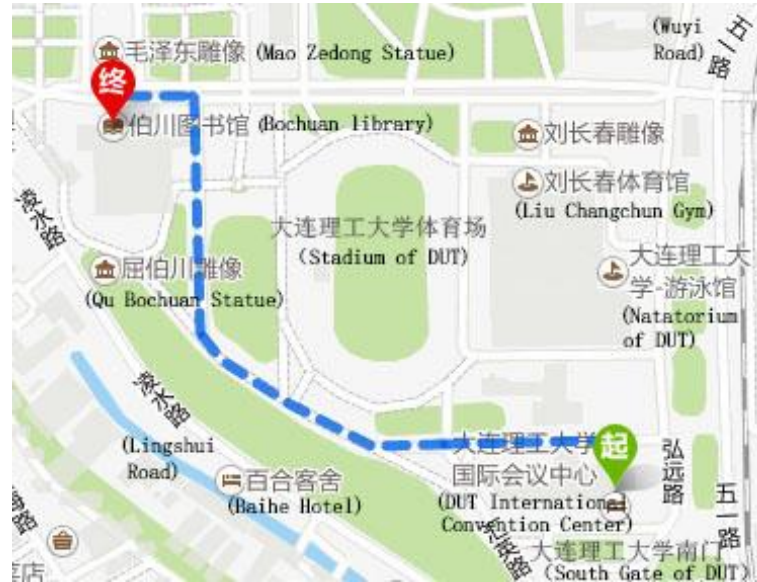 毛泽东雕像 (Mao Zedong Statue)
(Wuyi
Road)
五一路
终
伯川图书馆 (Bochuan library)
刘长春雕像
刘长春体育馆
(Liu Changchun Gym)
凌水路
大连理工大学体育场
(Stadium of DUT)
大连理工大
学-游泳馆
(Natatorium
of DUT)
屈伯川雕像
(Qu Bochuan Statue)
凌水路
(Lingshui
Road)
起
大连理工大学
国际会议中心
(DUT International
Convention Center)
弘远路
五一路
百合客舍
(Baihe Hotel)
大连理工大学南门
(South Gate of DUT)